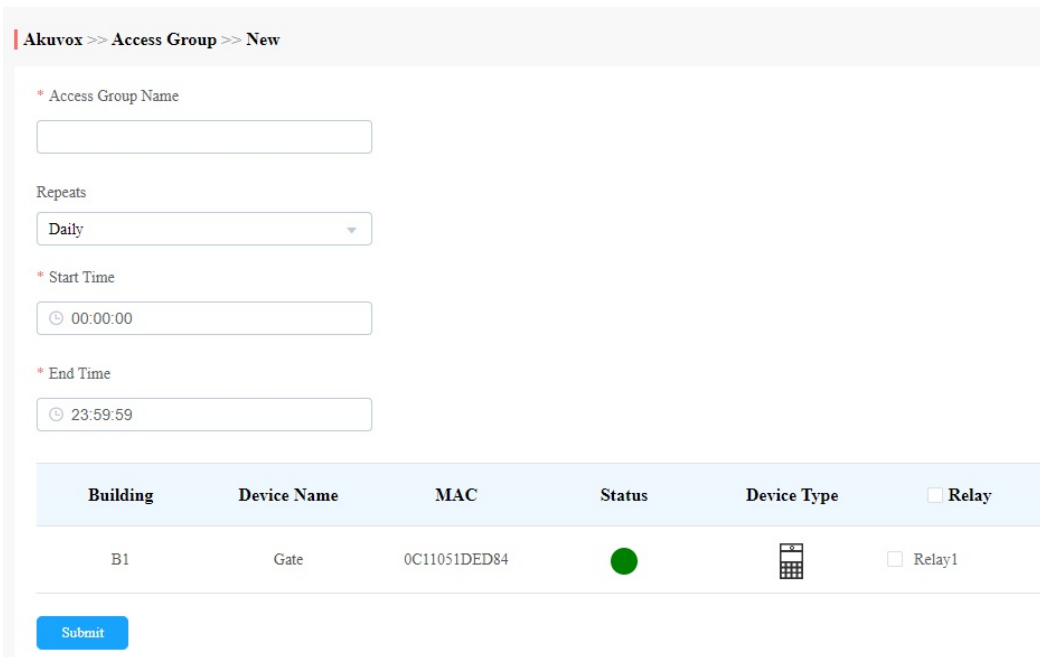 Akuvox >> Access Group >> New
* Access Group Name
Repeats
Daily
* Start Time
00:00:00
* End Time
23:59:59
Building Device Name MAC Status Device Type Relay
B1 Gate 0C11051DED84 Relay1
Submit